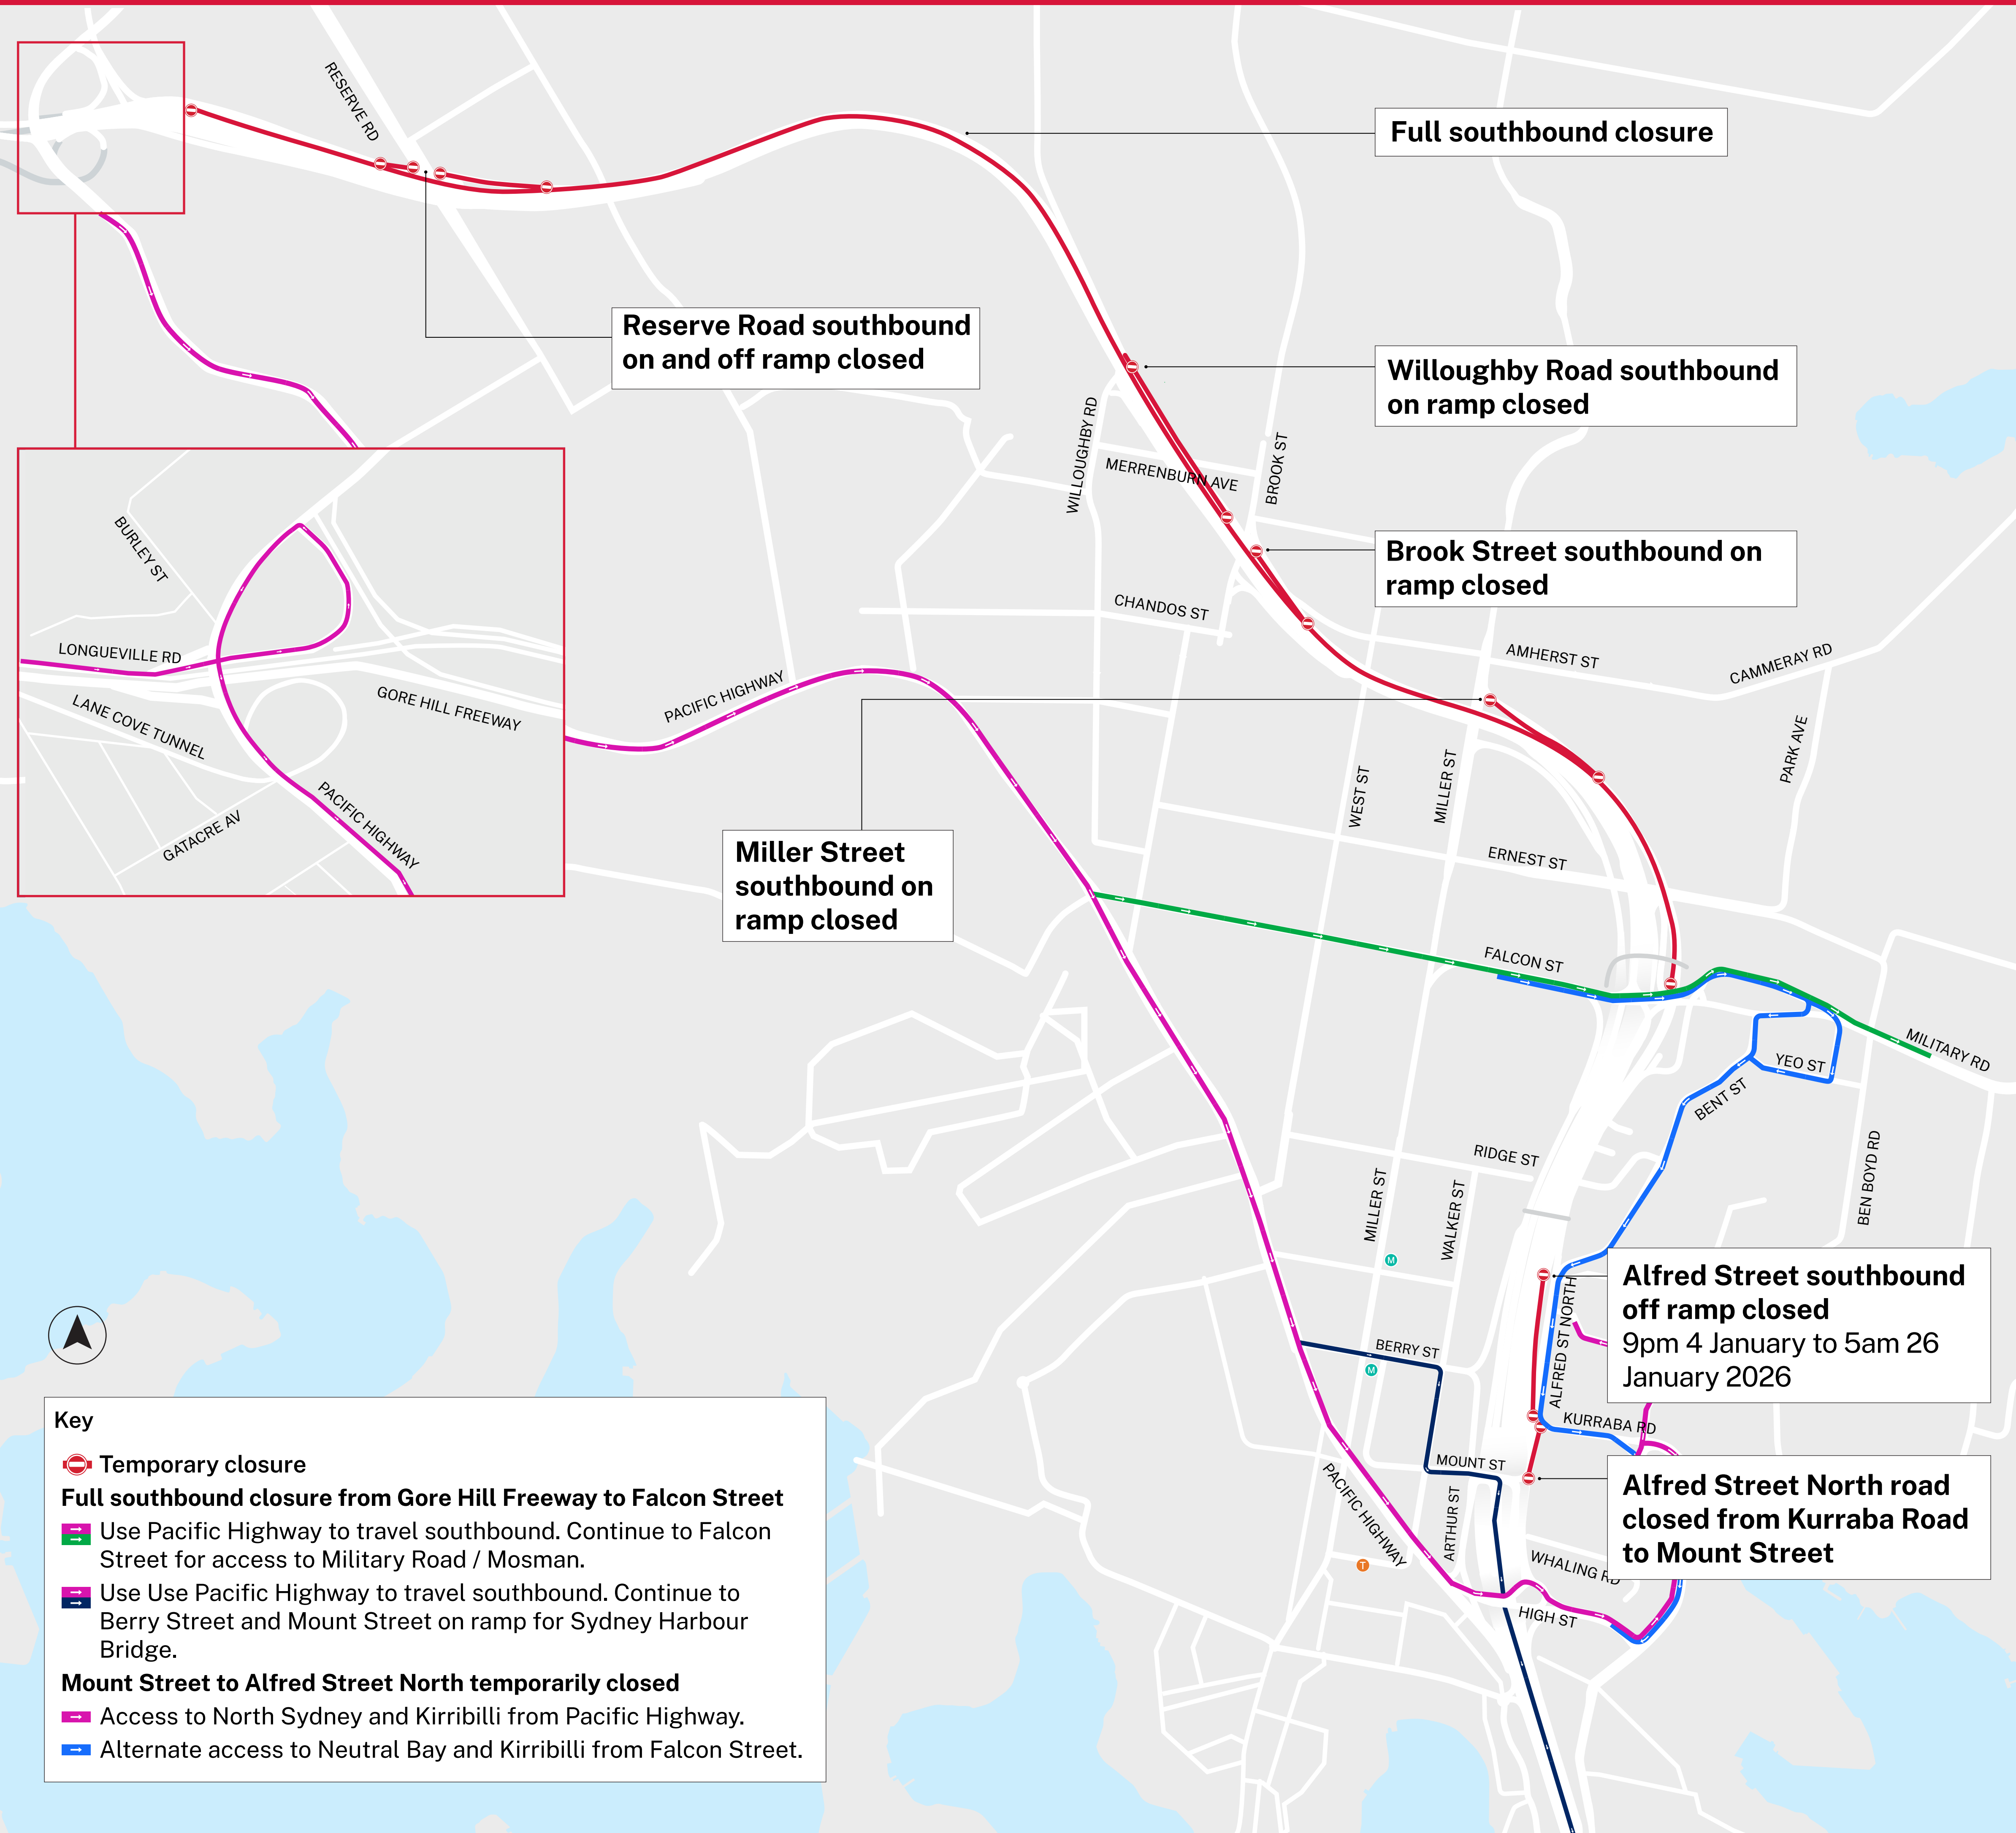 RESERVE RD
Full southbound closure
Reserve Road southbound
on and off ramp closed
Willoughby Road southbound
on ramp closed
WILLOUGHBY RD
MERRENBURN AVE
BROOK ST
Brook Street southbound on
ramp closed
BURLEY ST
LONGUEVILLE RD
LANE COVE TUNNEL
GORE HILL FREEWAY
GATACRE AV
PACIFIC HIGHWAY
CHANDOS ST
AMHERST ST
CAMMERAY RD
PACIFIC HIGHWAY
PARK AVE
WEST ST
MILLER ST
Miller Street
southbound on
ramp closed
ERNEST ST
FALCON ST
MILITARY RD
YEO ST
BENT ST
BEN BOYD RD
RIDGE ST
MILLER ST
WALKER ST
M
Alfred Street southbound
off ramp closed
9pm 4 January to 5am 26
January 2026
ALFRED ST NORTH
BERRY ST
M
KURRABA RD
MOUNT ST
PACIFIC HIGHWAY
ARTHUR ST
Alfred Street North road
closed from Kurraba Road
to Mount Street
T
WHALING RD
HIGH ST
Key
Temporary closure
Full southbound closure from Gore Hill Freeway to Falcon Street
Use Pacific Highway to travel southbound. Continue to Falcon
Street for access to Military Road / Mosman.
Use Use Pacific Highway to travel southbound. Continue to
Berry Street and Mount Street on ramp for Sydney Harbour
Bridge.
Mount Street to Alfred Street North temporarily closed
Access to North Sydney and Kirribilli from Pacific Highway.
Alternate access to Neutral Bay and Kirribilli from Falcon Street.